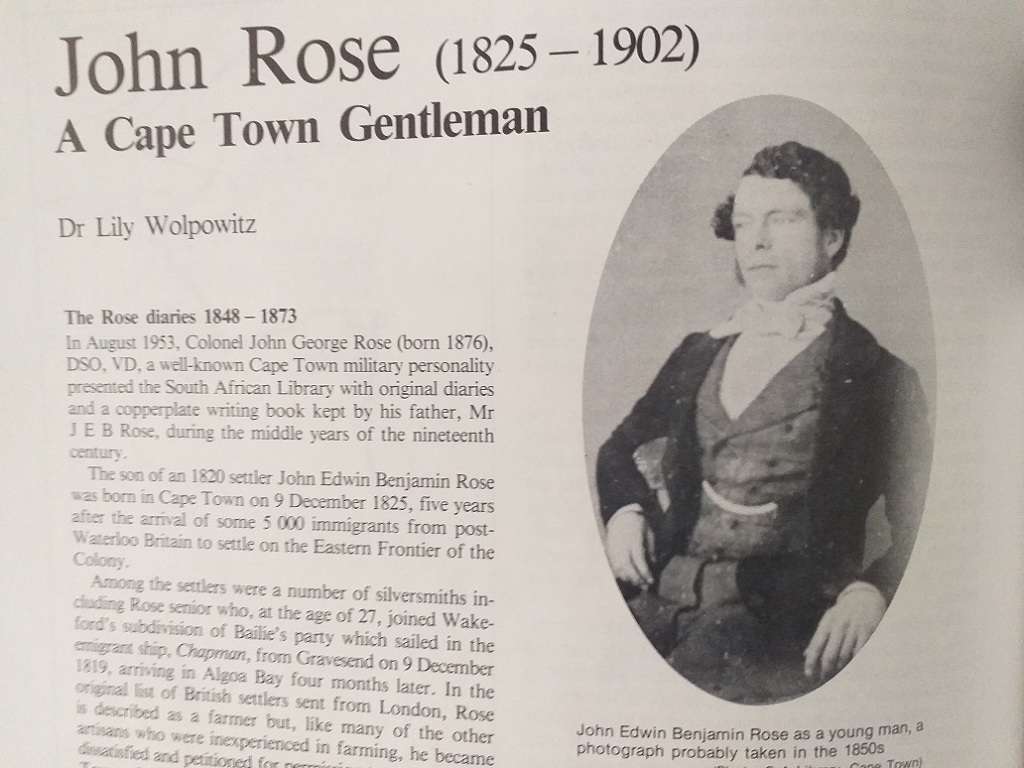 John Rose (1825 – 1902)
A Cape Town Gentleman
Dr Lily Wolpowitz
The Rose diaries 1848 – 1873
In August 1953, Colonel John George Rose (born 1876),
DSO, VD, a well-known Cape Town military personality
presented the South African Library with original diaries
and a copperplate writing book kept by his father, Mr
J E B Rose, during the middle years of the nineteenth
century.
The son of an 1820 settler John Edwin Benjamin Rose
was born in Cape Town on 9 December 1825, five years
after the arrival of some 5 000 immigrants from post-
Waterloo Britain to settle on the Eastern Frontier of the
Colony.
Among the settlers were a number of silversmiths in-
cluding Rose senior who, at the age of 27, joined Wake-
ford's subdivision of Bailie's party which sailed in the
emigrant ship, Chapman, from Gravesend on 9 December
1819, arriving in Algoa Bay four months later. In the
original list of British settlers sent from London, Rose
is described as a farmer but, like many of the other
artisans who were inexperienced in farming, he became
dissatisfied and petitioned for
John Edwin Benjamin Rose as a young man, a
photograph probably taken in the 1850s
Cape Town)